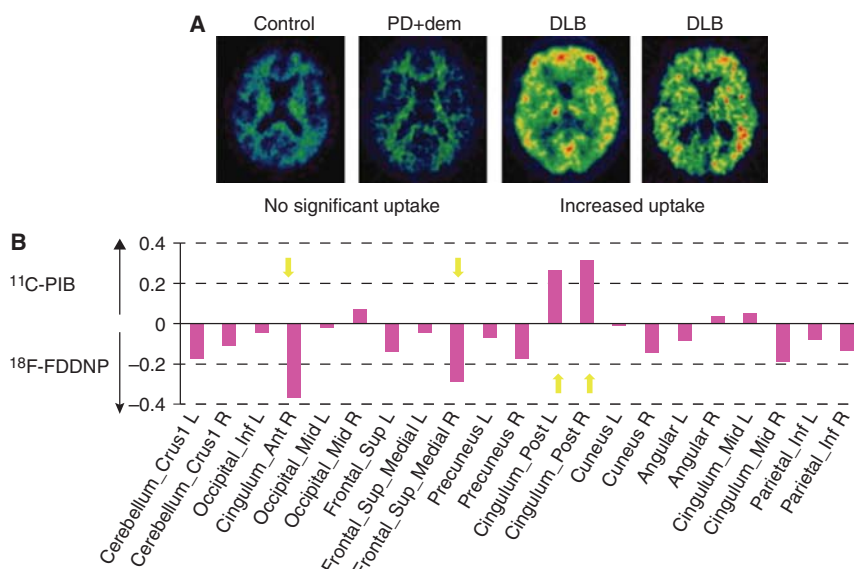 A
Control
PD+dem
DLB
DLB
No significant uptake
Increased uptake
B
¹¹C-PIB
¹⁸F-FDDNP
0.4
0.2
0
−0.2
−0.4
Cerebellum_Crus1 L
Cerebellum_Crus1 R
Occipital_Inf L
Cingulum_Ant R
Occipital_Mid L
Occipital_Mid R
Frontal_Sup L
Frontal_Sup_Medial L
Frontal_Sup_Medial R
Precuneus L
Precuneus R
Cingulum_Post L
Cingulum_Post R
Cuneus L
Cuneus R
Angular L
Angular R
Cingulum_Mid L
Cingulum_Mid R
Parietal_Inf L
Parietal_Inf R